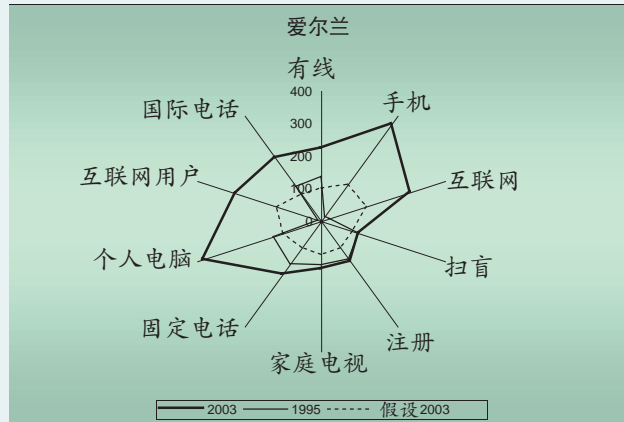 爱尔兰
有线
400
国际电话
手机
300
200
互联网用户
互联网
100
0
个人电脑
扫盲
固定电话
注册
家庭电视
2003 1995 假设2003